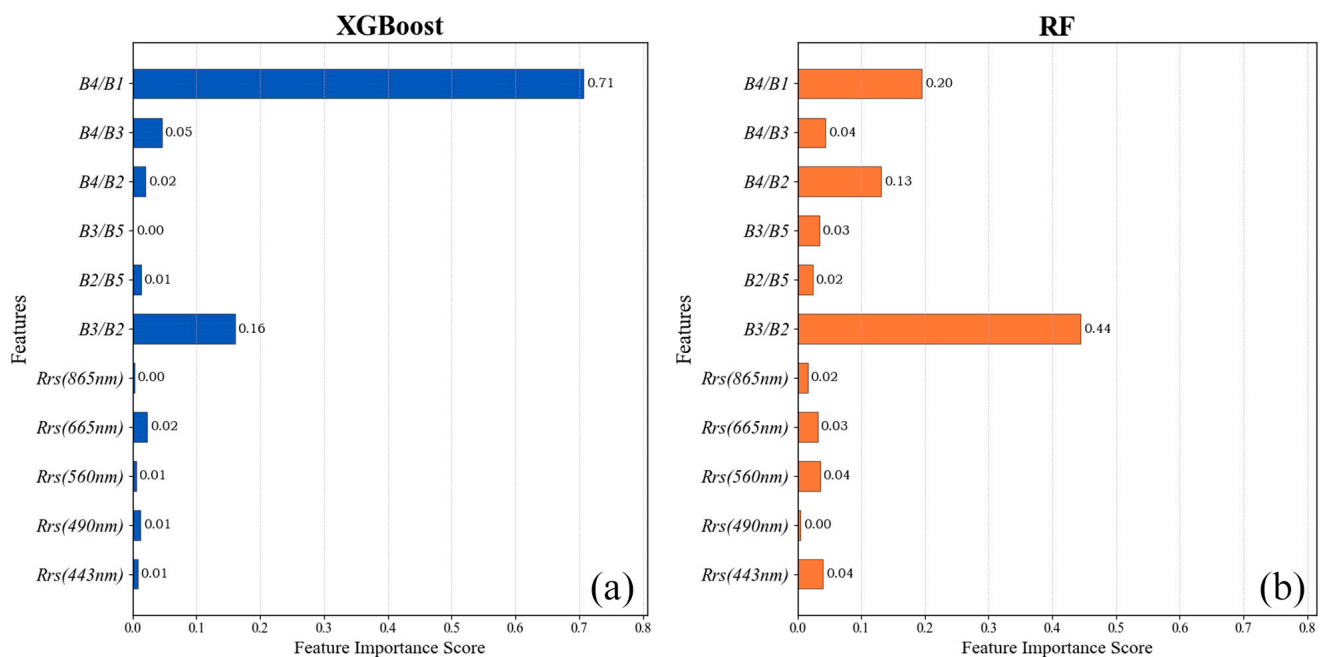 XGBoost
B4/B1
0.71
B4/B3
0.05
B4/B2
0.02
B3/B5
0.00
B2/B5
0.01
B3/B2
0.16
Rrs(865nm)
0.00
Rrs(665nm)
0.02
Rrs(560nm)
0.01
Rrs(490nm)
0.01
Rrs(443nm)
0.01
Features
(a)
0.0 0.1 0.2 0.3 0.4 0.5 0.6 0.7 0.8
Feature Importance Score
RF
B4/B1
0.20
B4/B3
0.04
B4/B2
0.13
B3/B5
0.03
B2/B5
0.02
B3/B2
0.44
Rrs(865nm)
0.02
Rrs(665nm)
0.03
Rrs(560nm)
0.04
Rrs(490nm)
0.00
Rrs(443nm)
0.04
Features
(b)
0.0 0.1 0.2 0.3 0.4 0.5 0.6 0.7 0.8
Feature Importance Score